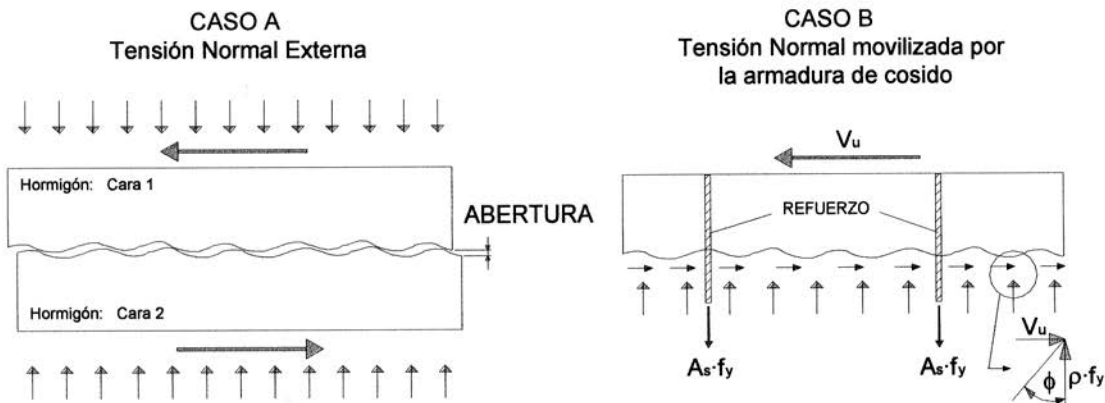 CASO A
Tensión Normal Externa
Hormigón: Cara 1
ABERTURA
Hormigón: Cara 2
CASO B
Tensión Normal movilizada por
la armadura de cosido
Vu
REFUERZO
As·fy
As·fy
Vu
ϕ
ρ·fy